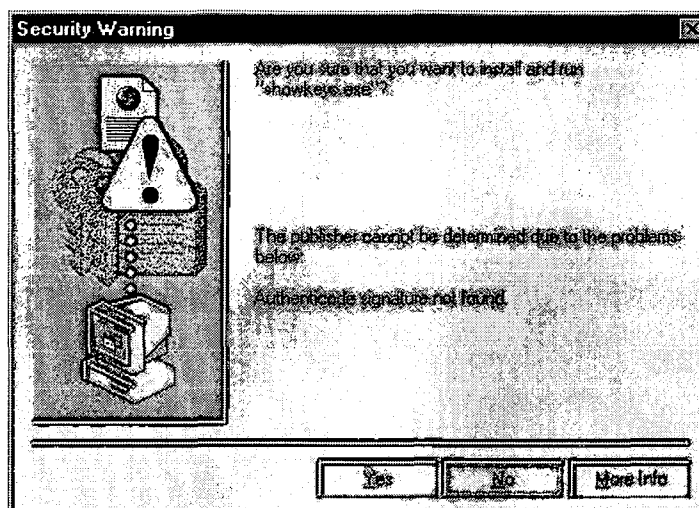 Security Warning
Are you sure that you want to install and run
"showkeys.exe"?
The publisher cannot be determined due to the problems
below:
Authenticode signature not found.
Yes
No
More Info